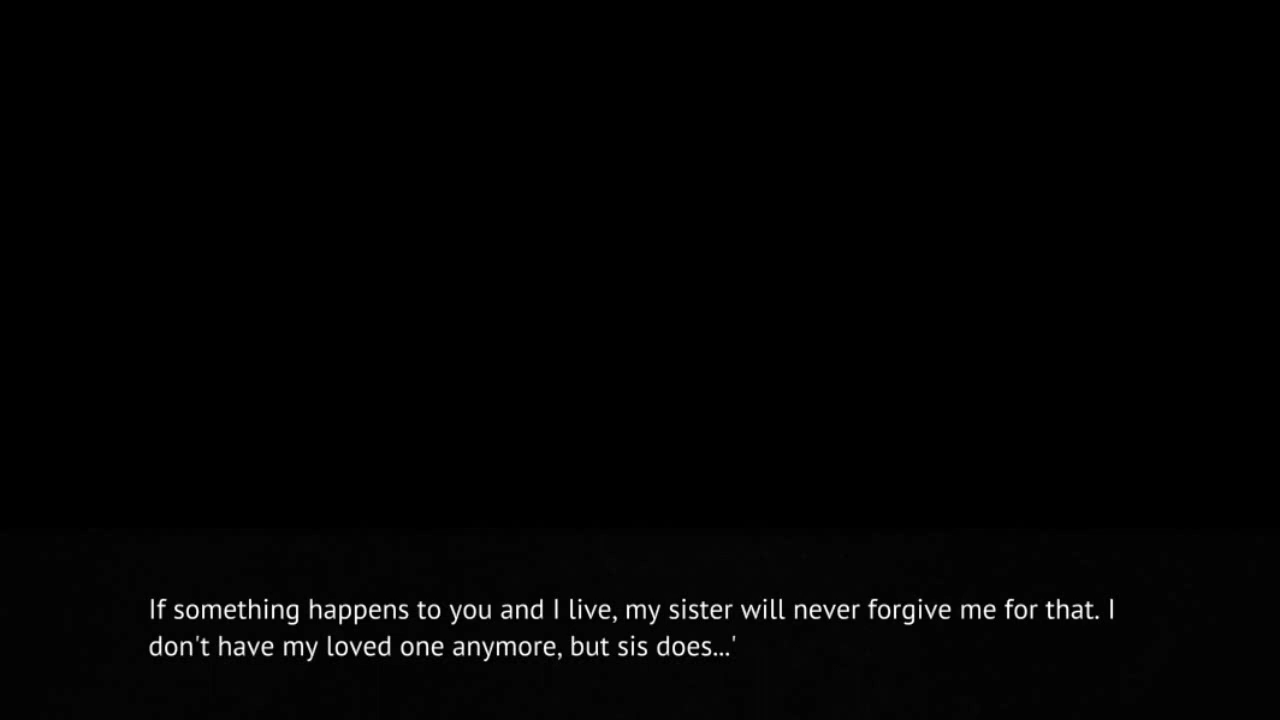 If something happens to you and I live, my sister will never forgive me for that. I
don't have my loved one anymore, but sis does...'